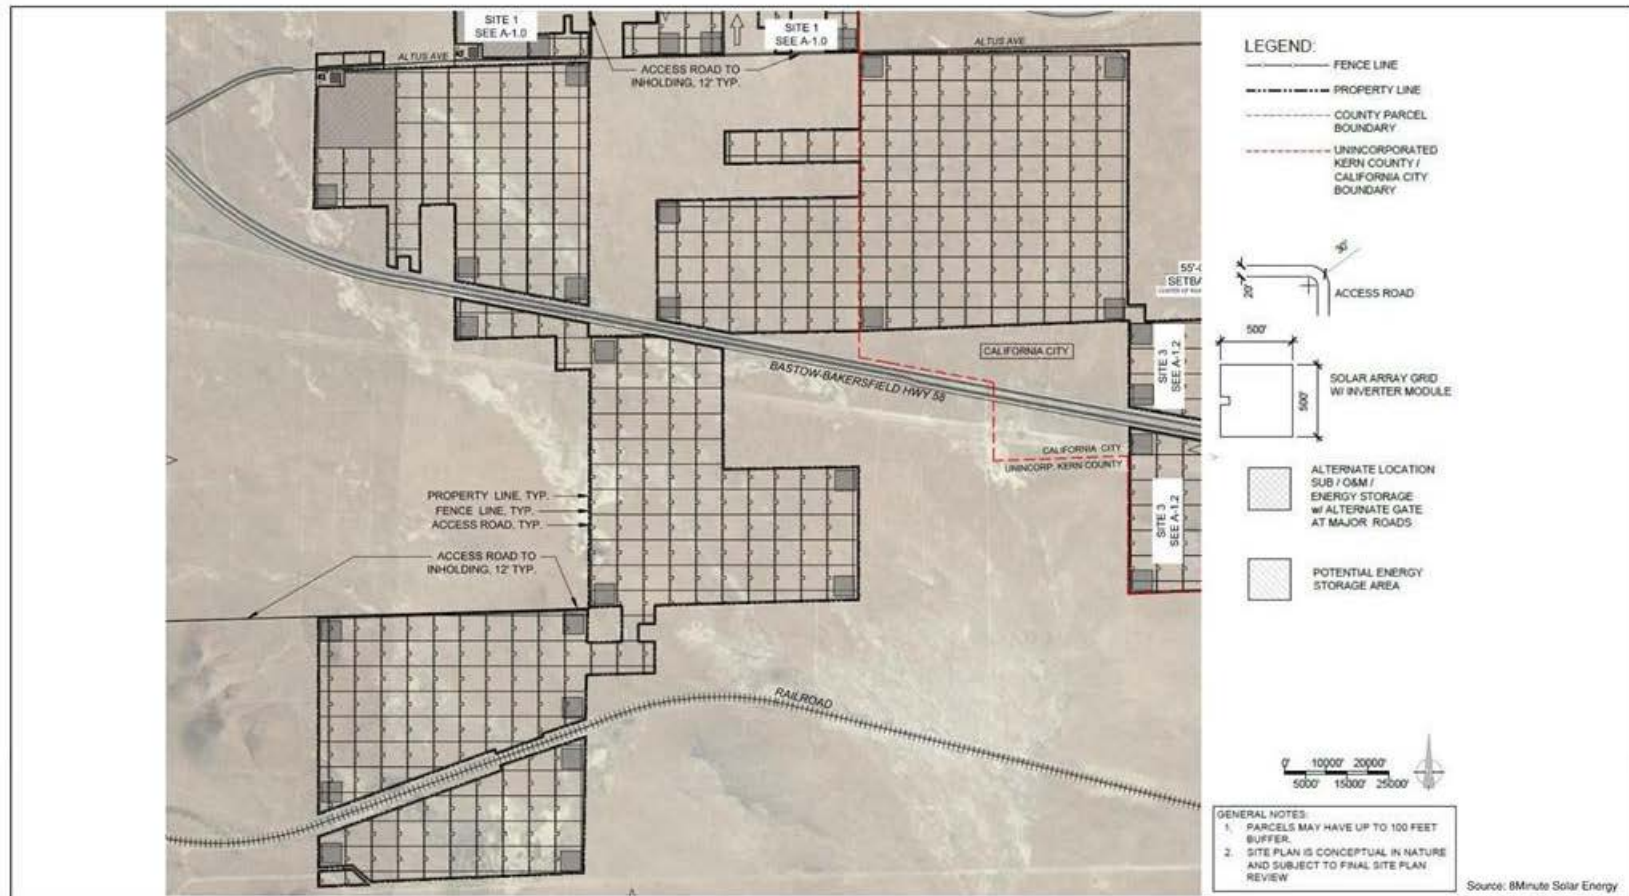 SITE 1
SEE A-1.0
SITE 1
SEE A-1.0
ALTUS AVE
ALTUS AVE
ACCESS ROAD TO
INHOLDING, 12' TYP.
55'-
SETBA
CALIFORNIA CITY
SITE 3
SEE A-1.2
BASTOW-BAKERSFIELD HWY 58
CALIFORNIA CITY
UNINCORP. KERN COUNTY
PROPERTY LINE, TYP.
FENCE LINE, TYP.
ACCESS ROAD, TYP.
SITE 3
SEE A-1.2
ACCESS ROAD TO
INHOLDING, 12' TYP.
RAILROAD
LEGEND:
FENCE LINE
PROPERTY LINE
COUNTY PARCEL
BOUNDARY
UNINCORPORATED
KERN COUNTY /
CALIFORNIA CITY
BOUNDARY
30'
20'
ACCESS ROAD
500'
500'
SOLAR ARRAY GRID
W/ INVERTER MODULE
ALTERNATE LOCATION
SUB / O&M /
ENERGY STORAGE
w/ ALTERNATE GATE
AT MAJOR ROADS
POTENTIAL ENERGY
STORAGE AREA
0' 10000' 20000'
5000' 15000' 25000'
GENERAL NOTES:
1. PARCELS MAY HAVE UP TO 100 FEET
BUFFER.
2. SITE PLAN IS CONCEPTUAL IN NATURE
AND SUBJECT TO FINAL SITE PLAN
REVIEW
Source: 8Minute Solar Energy